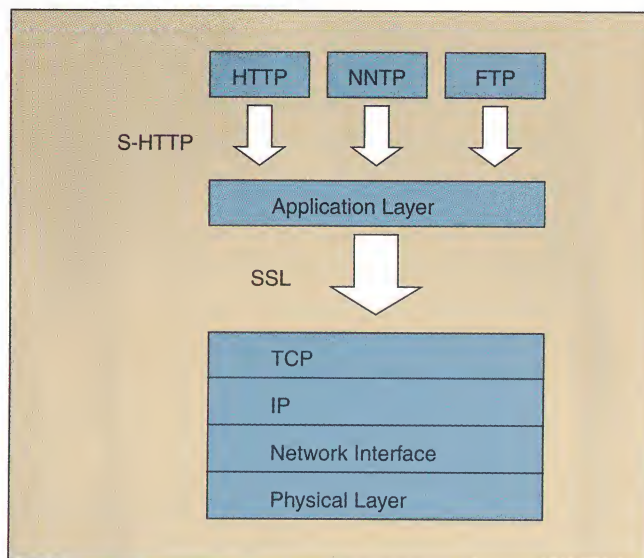 HTTP NNTP FTP
S-HTTP
Application Layer
SSL
TCP
IP
Network Interface
Physical Layer